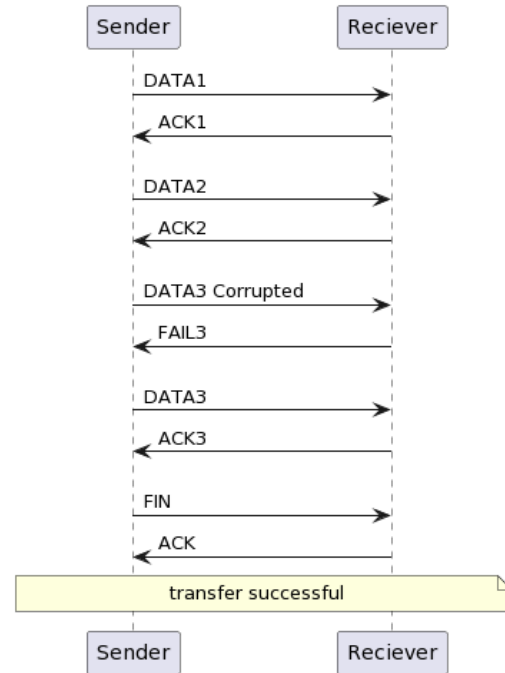 Sender Reciever
DATA1
ACK1
DATA2
ACK2
DATA3 Corrupted
FAIL3
DATA3
ACK3
FIN
ACK
transfer successful
Sender Reciever